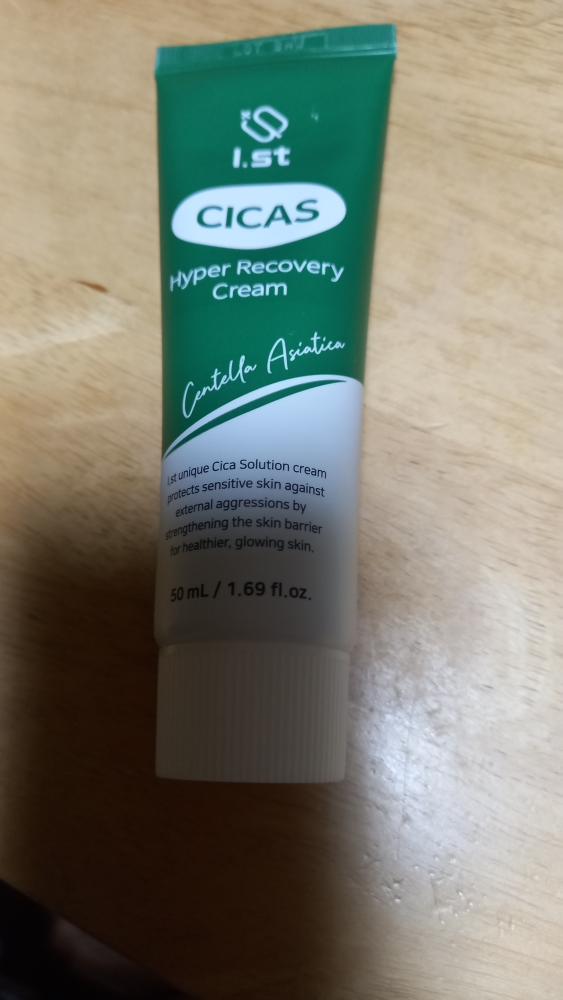 I.st
CICAS
Hyper Recovery
Cream
Centella Asiatica
I.st unique Cica Solution cream
protects sensitive skin against
external aggressions by
strengthening the skin barrier
for healthier, glowing skin.
50 mL / 1.69 fl.oz.